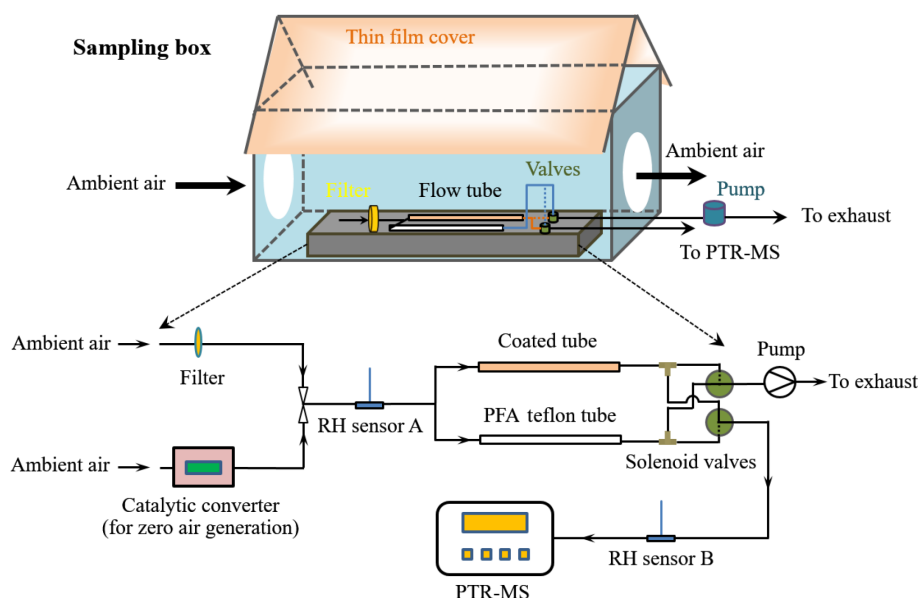 Sampling box
Thin film cover
Ambient air
Filter
Flow tube
Valves
Ambient air
Pump
To exhaust
To PTR-MS
Ambient air
Filter
Coated tube
Pump
To exhaust
RH sensor A
PFA teflon tube
Solenoid valves
Ambient air
Catalytic converter
(for zero air generation)
RH sensor B
PTR-MS